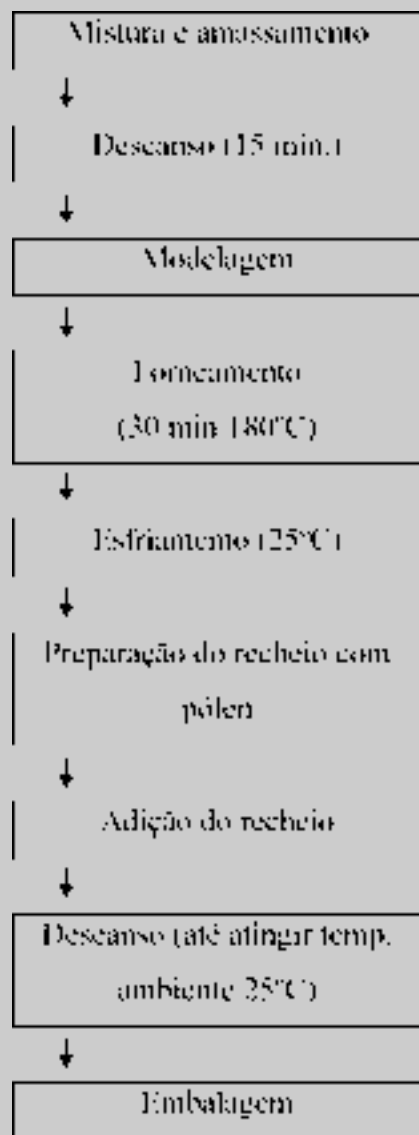 Mistura e amassamento
Descanso (15 min.)
Modelagem
Forneamento
(30 min 180°C)
Esfriamento (25°C)
Preparação do recheio com
pólen
Adição do recheio
Descanso (até atingir temp.
ambiente 25°C)
Embalagem